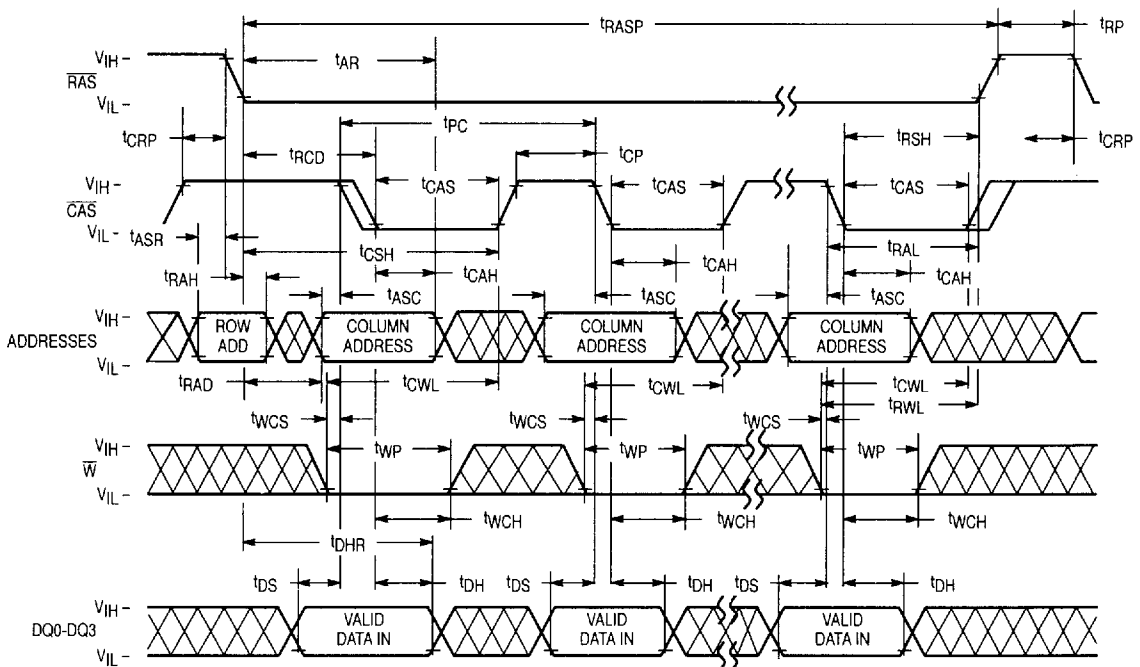 tRASP tRP
VIH
tAR
RAS
VIL
tCRP tPC tRCD tCP tRSH tCRP
VIH
tCAS tCAS tCAS
CAS
VIL
tASR tCSH tRAL
tRAH tCAH tCAH tCAH
tASC tASC tASC
VIH
ADDRESSES ROW ADD COLUMN ADDRESS COLUMN ADDRESS COLUMN ADDRESS
VIL
tRAD tCWL tCWL tCWL
tRWL
tWCS tWCS tWCS
VIH
tWP tWP tWP
W
VIL
tWCH tWCH tWCH
tDHR
tDS tDH tDS tDH tDS tDH
VIH
DQ0-DQ3 VALID DATA IN VALID DATA IN VALID DATA IN
VIL